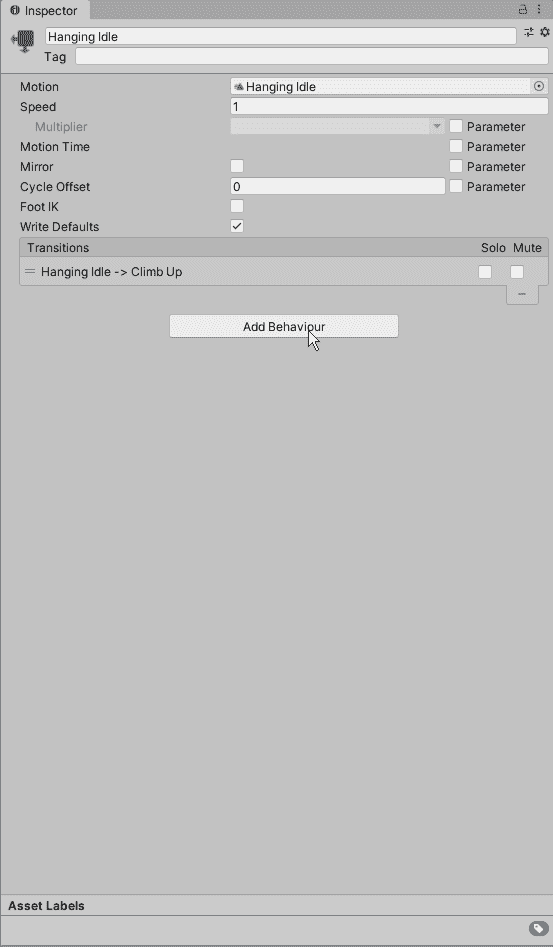 Inspector
Hanging Idle
Tag
Motion Hanging Idle
Speed 1
Multiplier Parameter
Motion Time Parameter
Mirror Parameter
Cycle Offset 0 Parameter
Foot IK
Write Defaults
Transitions Solo Mute
Hanging Idle -> Climb Up
Add Behaviour
Asset Labels